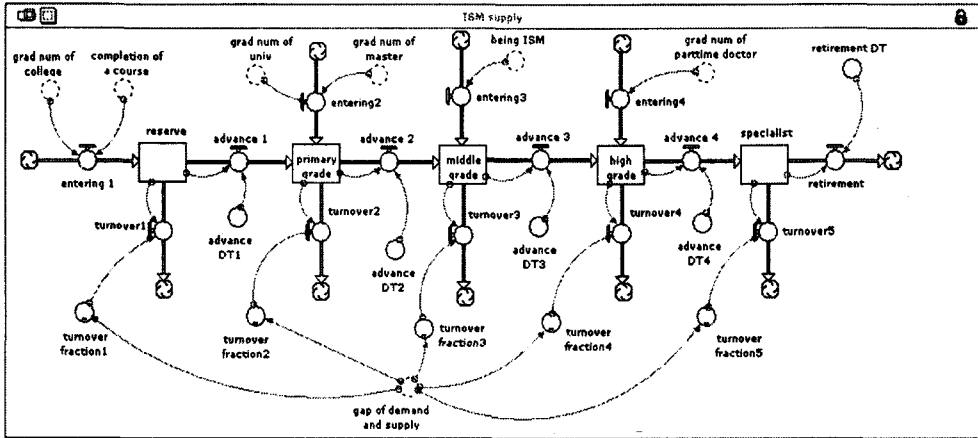 ISM supply
grad num of
college
completion of
a course
grad num of
univ
grad num of
master
being ISM
grad num of
parttime doctor
retirement DT
entering2
entering3
entering4
reserve
advance 1
advance 2
advance 3
advance 4
specialist
primary
grade
middle
grade
high
grade
entering 1
retirement
turnover1
turnover2
turnover3
turnover4
turnover5
advance
DT1
advance
DT2
advance
DT3
advance
DT4
turnover
fraction1
turnover
fraction2
turnover
fraction3
turnover
fraction4
turnover
fraction5
gap of demand
and supply